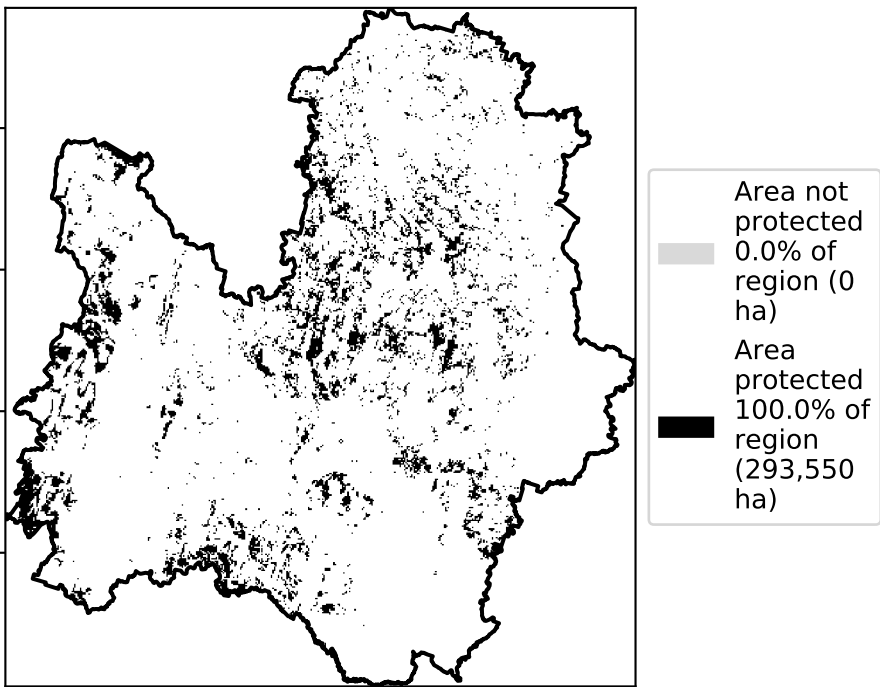 Area not
protected
0.0% of
region (0
ha)
Area
protected
100.0% of
region
(293,550
ha)